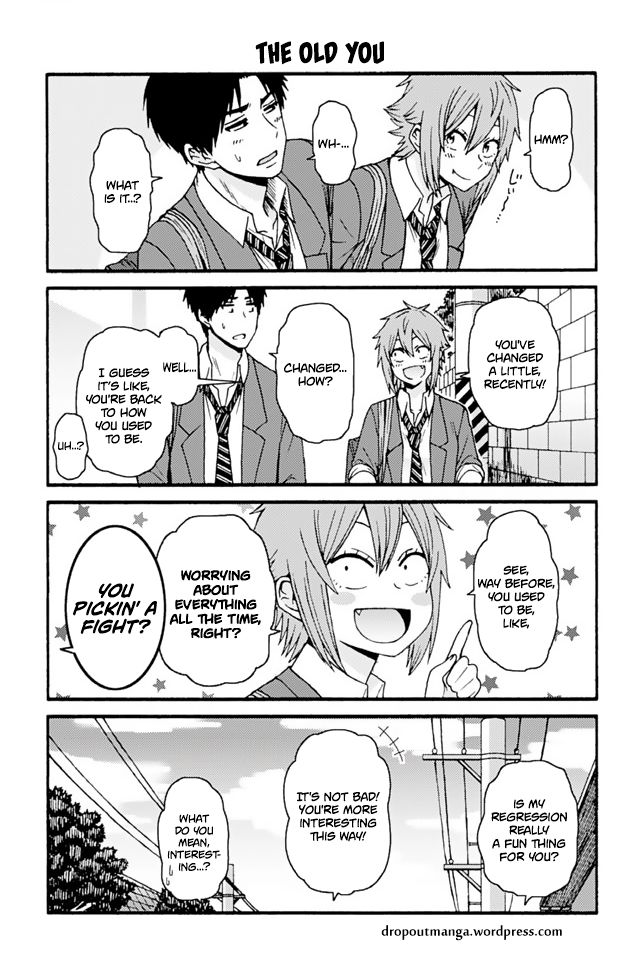 THE OLD YOU
HMM?
WH-...
WHAT
IS IT..?
じー
YOU'VE
CHANGED
A LITTLE,
RECENTLY!
CHANGED...
HOW?
WELL...
I GUESS
IT'S LIKE,
YOU'RE BACK
TO HOW
YOU USED
TO BE.
UH..?
SEE,
WAY BEFORE,
YOU USED
TO BE,
LIKE,
WORRYING
ABOUT
EVERYTHING
ALL THE TIME,
RIGHT?
YOU
PICKIN' A
FIGHT?
IS MY
REGRESSION
REALLY
A FUN THING
FOR YOU?
IT'S NOT BAD!
YOU'RE MORE
INTERESTING
THIS WAY!
WHAT
DO YOU
MEAN,
INTEREST-
ING...?
dropoutmanga.wordpress.com